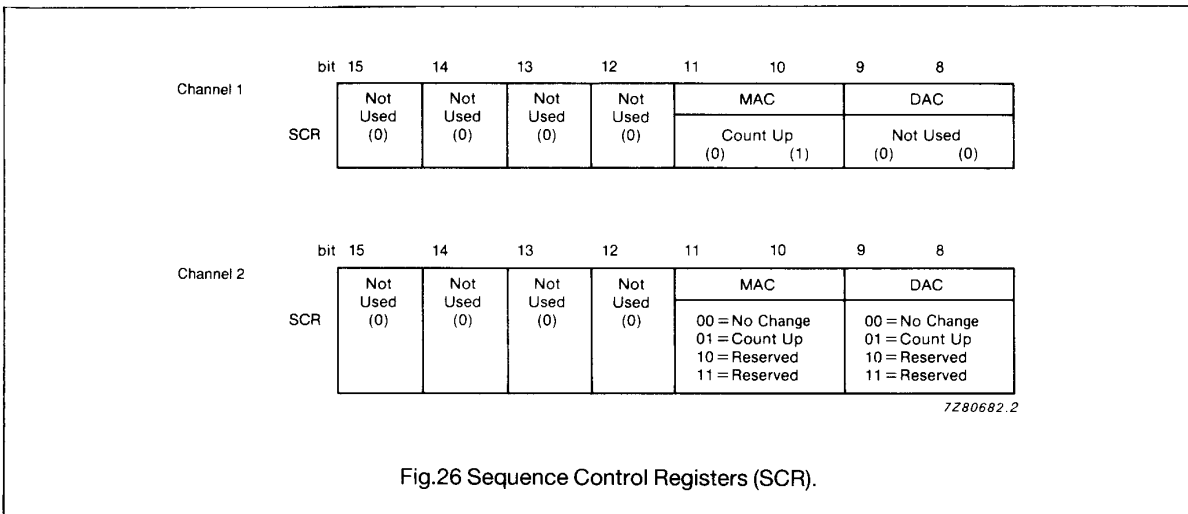 bit 15 14 13 12 11 10 9 8
Channel 1
SCR
Not Used (0)
Not Used (0)
Not Used (0)
Not Used (0)
MAC
Count Up
(0) (1)
DAC
Not Used
(0) (0)
bit 15 14 13 12 11 10 9 8
Channel 2
SCR
Not Used (0)
Not Used (0)
Not Used (0)
Not Used (0)
MAC
00 = No Change
01 = Count Up
10 = Reserved
11 = Reserved
DAC
00 = No Change
01 = Count Up
10 = Reserved
11 = Reserved
7Z80682.2
Fig.26 Sequence Control Registers (SCR).